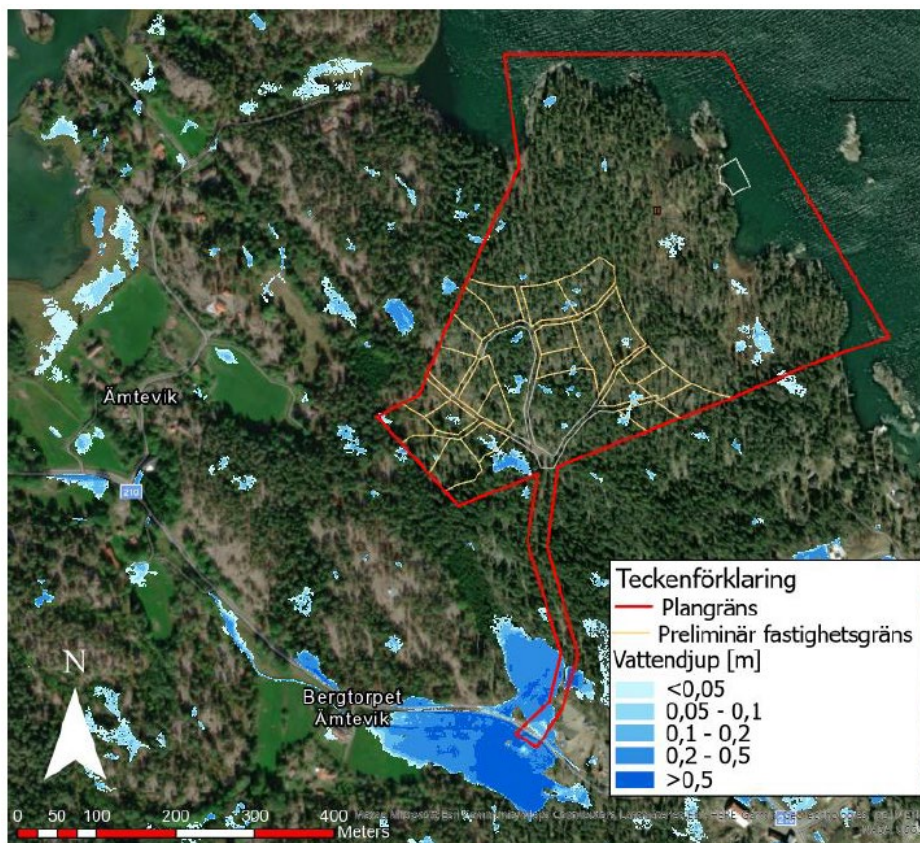 Ämtevik
210
Bergtorpet
Ämtevik
N
0 50 100 200 300 400
Meters
Teckenförklaring
Plangräns
Preliminär fastighetsgräns
Vattendjup [m]
<0,05
0,05 - 0,1
0,1 - 0,2
0,2 - 0,5
>0,5